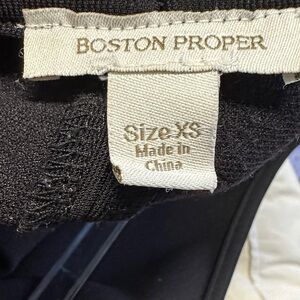 BOSTON PROPER
Size XS
Made in
China